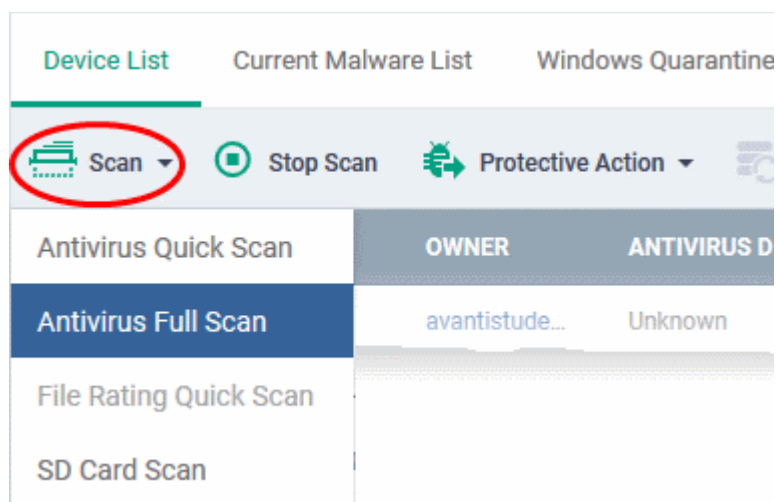 Device List Current Malware List Windows Quarantine
Scan Stop Scan Protective Action
Antivirus Quick Scan OWNER ANTIVIRUS D
Antivirus Full Scan avantistude... Unknown
File Rating Quick Scan
SD Card Scan